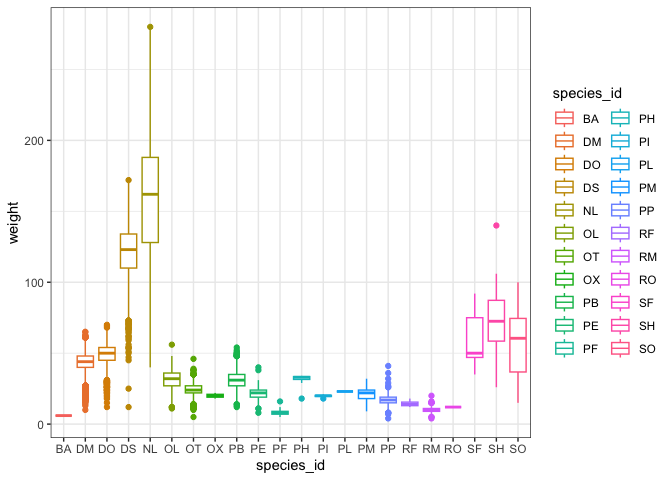 weight
200
100
0
BA DM DO DS NL OL OT OX PB PE PF PH PI PL PM PP RF RM RO SF SH SO
species_id
species_id
BA PH
DM PI
DO PL
DS PM
NL PP
OL RF
OT RM
OX RO
PB SF
PE SH
PF SO